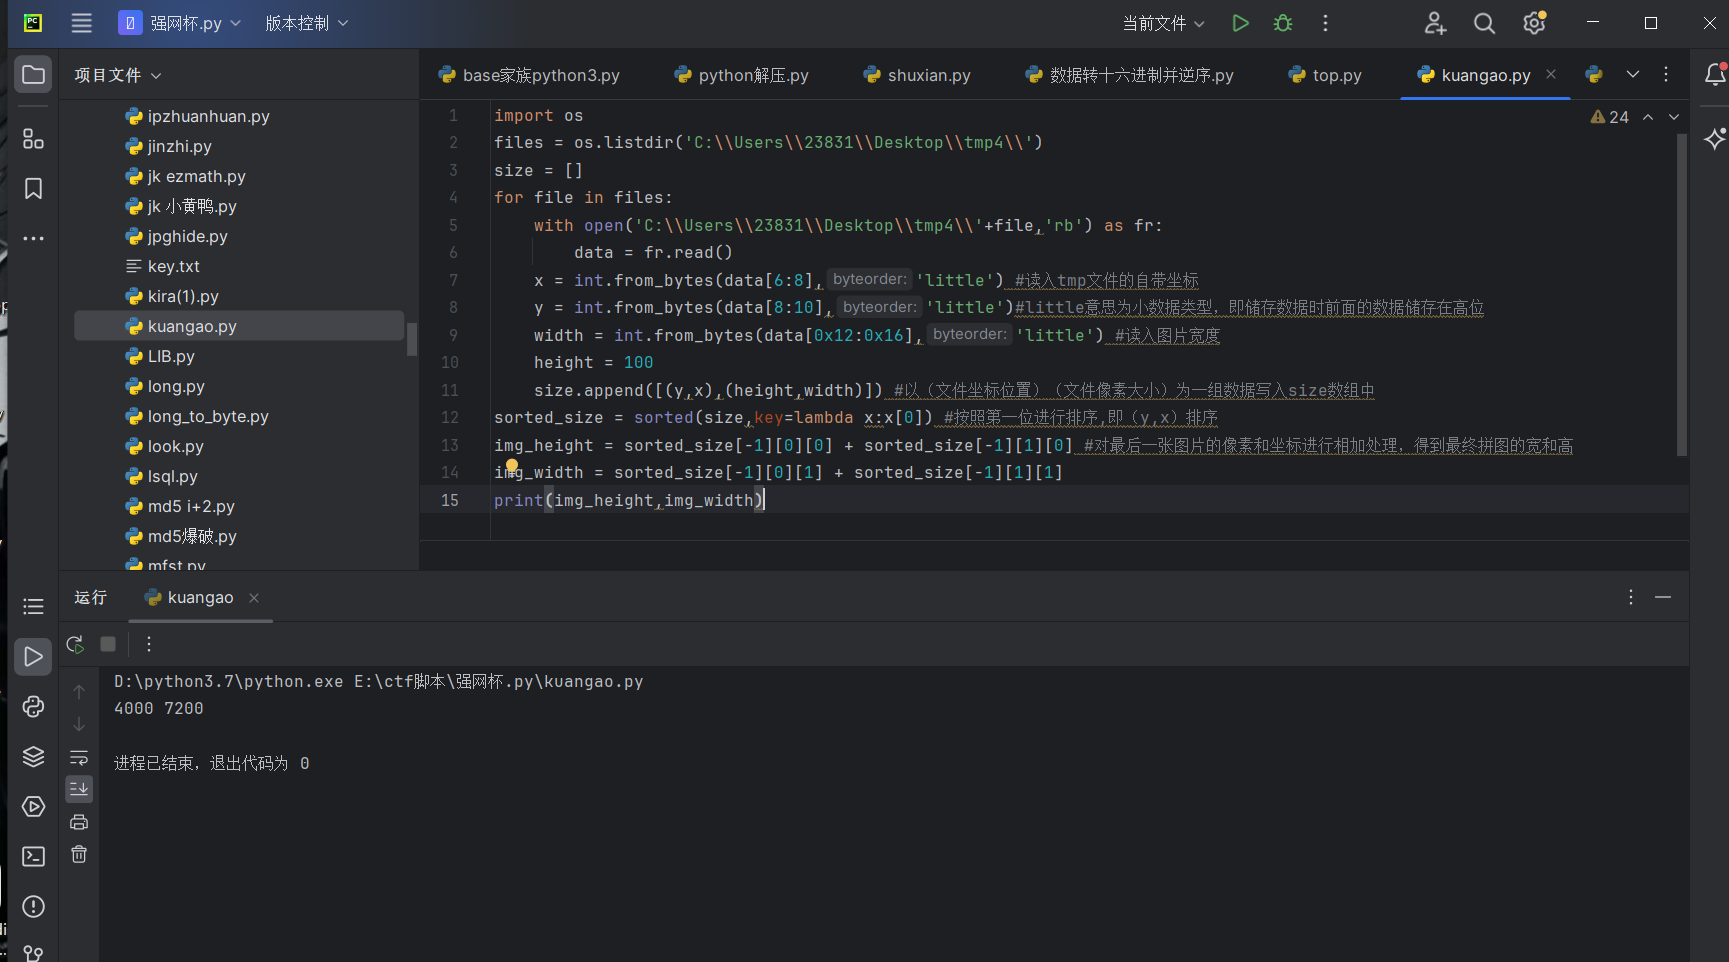 强网杯.py 版本控制 当前文件
项目文件
base家族python3.py python解压.py shuxian.py 数据转十六进制并逆序.py top.py kuangao.py
ipzhuanhuan.py
jinzhi.py
jk ezmath.py
jk 小黄鸭.py
jpghide.py
key.txt
kira(1).py
kuangao.py
LIB.py
long.py
long_to_byte.py
look.py
lsql.py
md5 i+2.py
md5爆破.py
mfst.py
24
1 import os
2 files = os.listdir('C:\\Users\\23831\\Desktop\\tmp4\\')
3 size = []
4 for file in files:
5 with open('C:\\Users\\23831\\Desktop\\tmp4\\'+file,'rb') as fr:
6 data = fr.read()
7 x = int.from_bytes(data[6:8], byteorder: 'little') #读入tmp文件的自带坐标
8 y = int.from_bytes(data[8:10], byteorder: 'little')#little意思为小数据类型，即储存数据时前面的数据储存在高位
9 width = int.from_bytes(data[0x12:0x16], byteorder: 'little') #读入图片宽度
10 height = 100
11 size.append([(y,x),(height,width)]) #以（文件坐标位置）（文件像素大小）为一组数据写入size数组中
12 sorted_size = sorted(size,key=lambda x:x[0]) #按照第一位进行排序,即（y,x）排序
13 img_height = sorted_size[-1][0][0] + sorted_size[-1][1][0] #对最后一张图片的像素和坐标进行相加处理，得到最终拼图的宽和高
14 img_width = sorted_size[-1][0][1] + sorted_size[-1][1][1]
15 print(img_height,img_width)
运行 kuangao
D:\python3.7\python.exe E:\ctf脚本\强网杯.py\kuangao.py
4000 7200
进程已结束，退出代码为 0